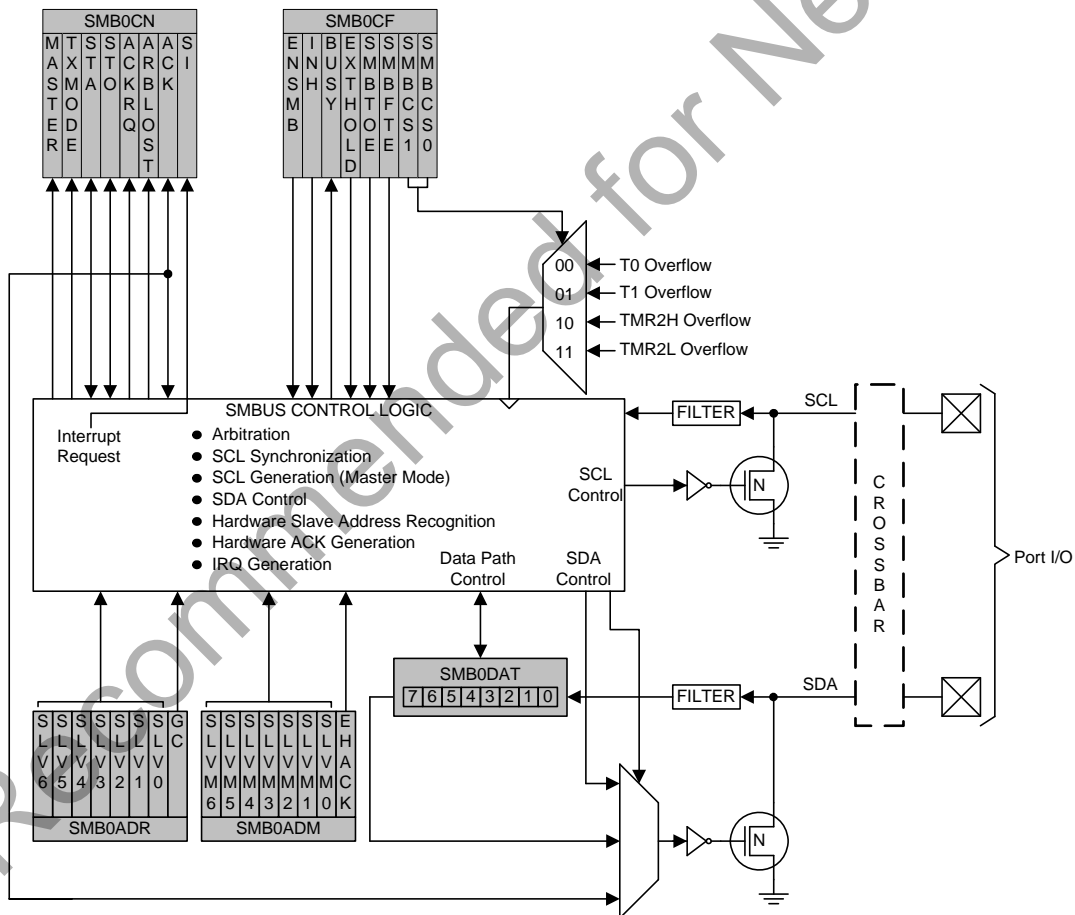 SMB0CN
MASTER
TXMODE
STA
STO
ACKRQ
ARBLOST
ACK
SI
SMB0CF
ENSMB
INH
BUSY
EXTHOLD
SMBTOE
SMBFTE
SMBCS1
SMBCS0
00
T0 Overflow
01
T1 Overflow
10
TMR2H Overflow
11
TMR2L Overflow
SMBUS CONTROL LOGIC
Interrupt
Request
● Arbitration
● SCL Synchronization
● SCL Generation (Master Mode)
● SDA Control
● Hardware Slave Address Recognition
● Hardware ACK Generation
● IRQ Generation
Data Path
Control
SDA
Control
SCL
Control
FILTER
SCL
N
CROSSBAR
Port I/O
SMB0DAT
7 6 5 4 3 2 1 0
FILTER
SDA
N
SLV6
SLV5
SLV4
SLV3
SLV2
SLV1
SLV0
GC
SMB0ADR
SLVM6
SLVM5
SLVM4
SLVM3
SLVM2
SLVM1
SLVM0
EHACK
SMB0ADM
Recommended for Ne